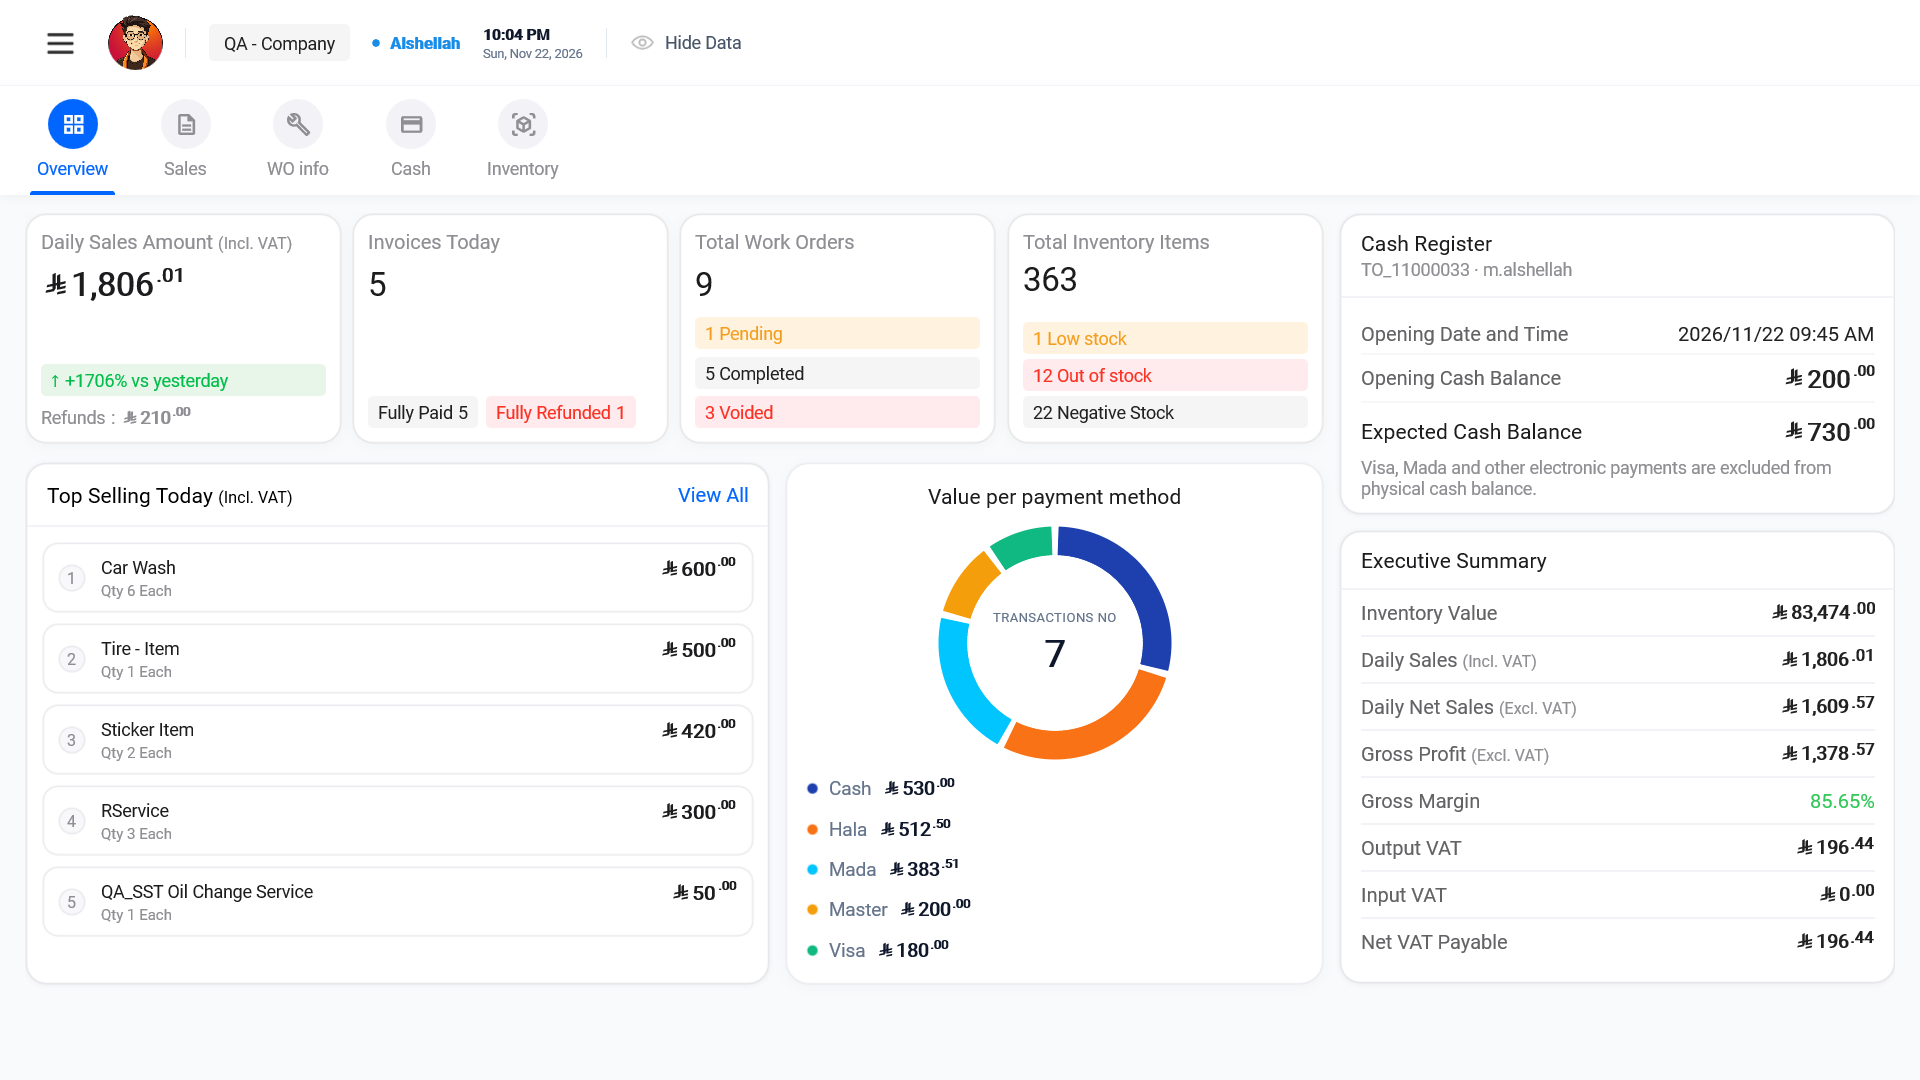 QA - Company
Alshellah
10:04 PM
Sun, Nov 22, 2026
Hide Data
Overview
Sales
WO info
Cash
Inventory
Daily Sales Amount (Incl. VAT)
⃁ 1,806.01
↑ +1706% vs yesterday
Refunds : ⃁ 210.00
Invoices Today
5
Fully Paid 5
Fully Refunded 1
Total Work Orders
9
1 Pending
5 Completed
3 Voided
Total Inventory Items
363
1 Low stock
12 Out of stock
22 Negative Stock
Cash Register
TO_11000033 · m.alshellah
Opening Date and Time 2026/11/22 09:45 AM
Opening Cash Balance ⃁ 200.00
Expected Cash Balance ⃁ 730.00
Visa, Mada and other electronic payments are excluded from
physical cash balance.
Top Selling Today (Incl. VAT)
View All
1 Car Wash ⃁ 600.00
Qty 6 Each
2 Tire - Item ⃁ 500.00
Qty 1 Each
3 Sticker Item ⃁ 420.00
Qty 2 Each
4 RService ⃁ 300.00
Qty 3 Each
5 QA_SST Oil Change Service ⃁ 50.00
Qty 1 Each
Value per payment method
TRANSACTIONS NO
7
Cash ⃁ 530.00
Hala ⃁ 512.50
Mada ⃁ 383.51
Master ⃁ 200.00
Visa ⃁ 180.00
Executive Summary
Inventory Value ⃁ 83,474.00
Daily Sales (Incl. VAT) ⃁ 1,806.01
Daily Net Sales (Excl. VAT) ⃁ 1,609.57
Gross Profit (Excl. VAT) ⃁ 1,378.57
Gross Margin 85.65%
Output VAT ⃁ 196.44
Input VAT ⃁ 0.00
Net VAT Payable ⃁ 196.44